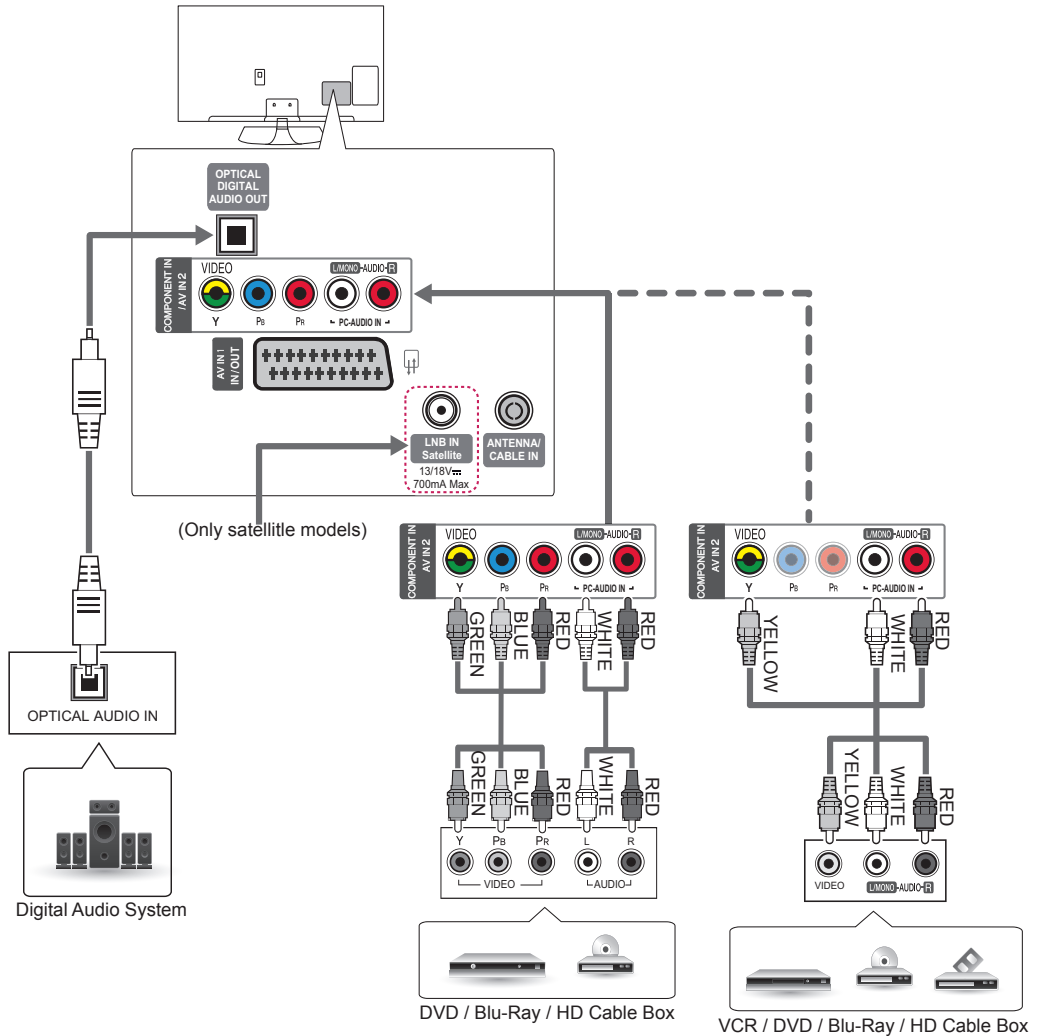 OPTICAL
DIGITAL
AUDIO OUT
COMPONENT IN
/AV IN 2
VIDEO
L/MONO -AUDIO- R
Y
PB
PR
PC-AUDIO IN
AV IN 1
IN/OUT
LNB IN
Satellite
13/18V
700mA Max
ANTENNA/
CABLE IN
(Only satellitle models)
COMPONENT IN
AV IN 2
VIDEO
L/MONO -AUDIO- R
Y
PB
PR
PC-AUDIO IN
GREEN
BLUE
RED
WHITE
RED
GREEN
BLUE
RED
WHITE
RED
Y
PB
PR
L
R
VIDEO
AUDIO
DVD / Blu-Ray / HD Cable Box
COMPONENT IN
AV IN 2
VIDEO
L/MONO -AUDIO- R
Y
PB
PR
PC-AUDIO IN
YELLOW
WHITE
RED
YELLOW
WHITE
RED
VIDEO
L/MONO -AUDIO- R
VCR / DVD / Blu-Ray / HD Cable Box
OPTICAL AUDIO IN
Digital Audio System